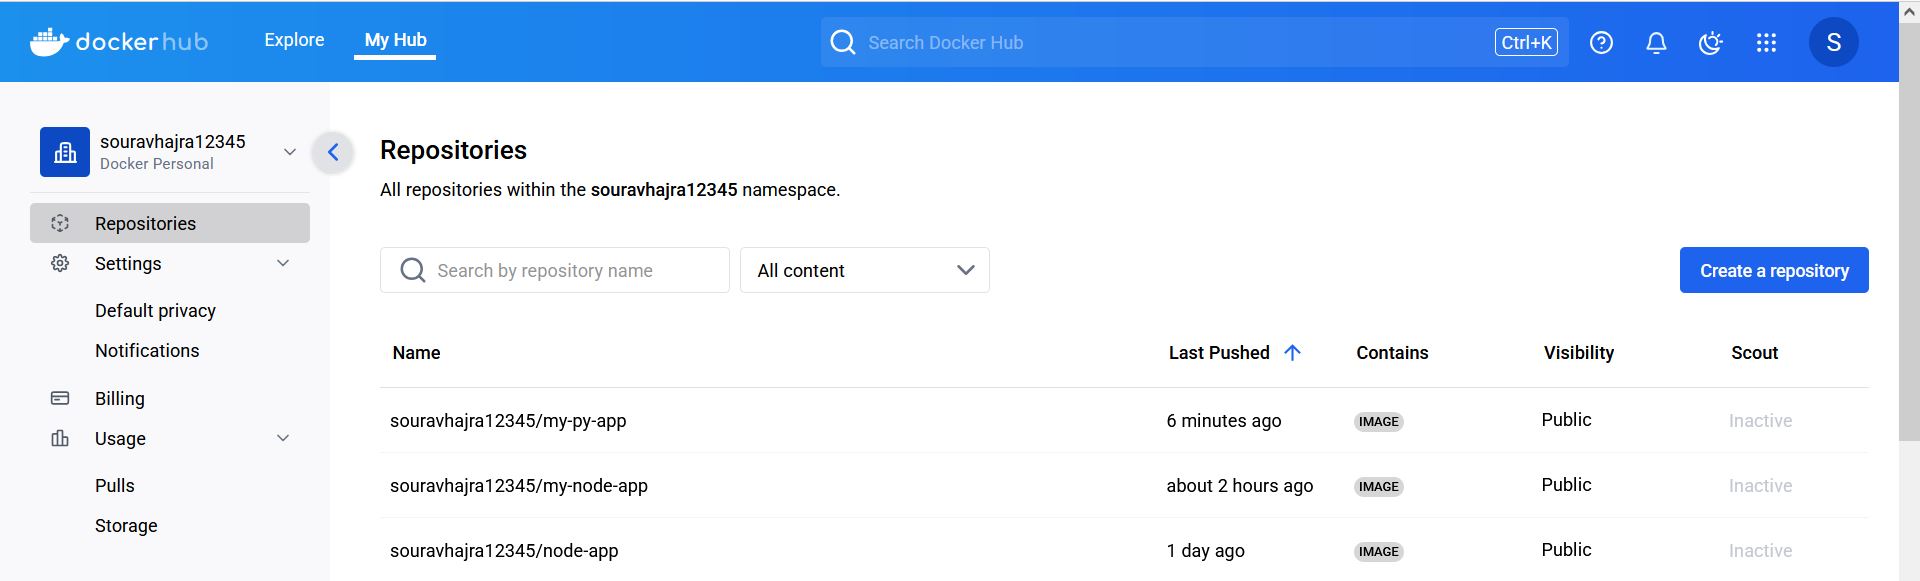 dockerhub Explore My Hub Search Docker Hub Ctrl+K S
souravhajra12345
Docker Personal
Repositories
Settings
Default privacy
Notifications
Billing
Usage
Pulls
Storage
Repositories
All repositories within the souravhajra12345 namespace.
Search by repository name All content Create a repository
Name Last Pushed Contains Visibility Scout
souravhajra12345/my-py-app 6 minutes ago IMAGE Public Inactive
souravhajra12345/my-node-app about 2 hours ago IMAGE Public Inactive
souravhajra12345/node-app 1 day ago IMAGE Public Inactive